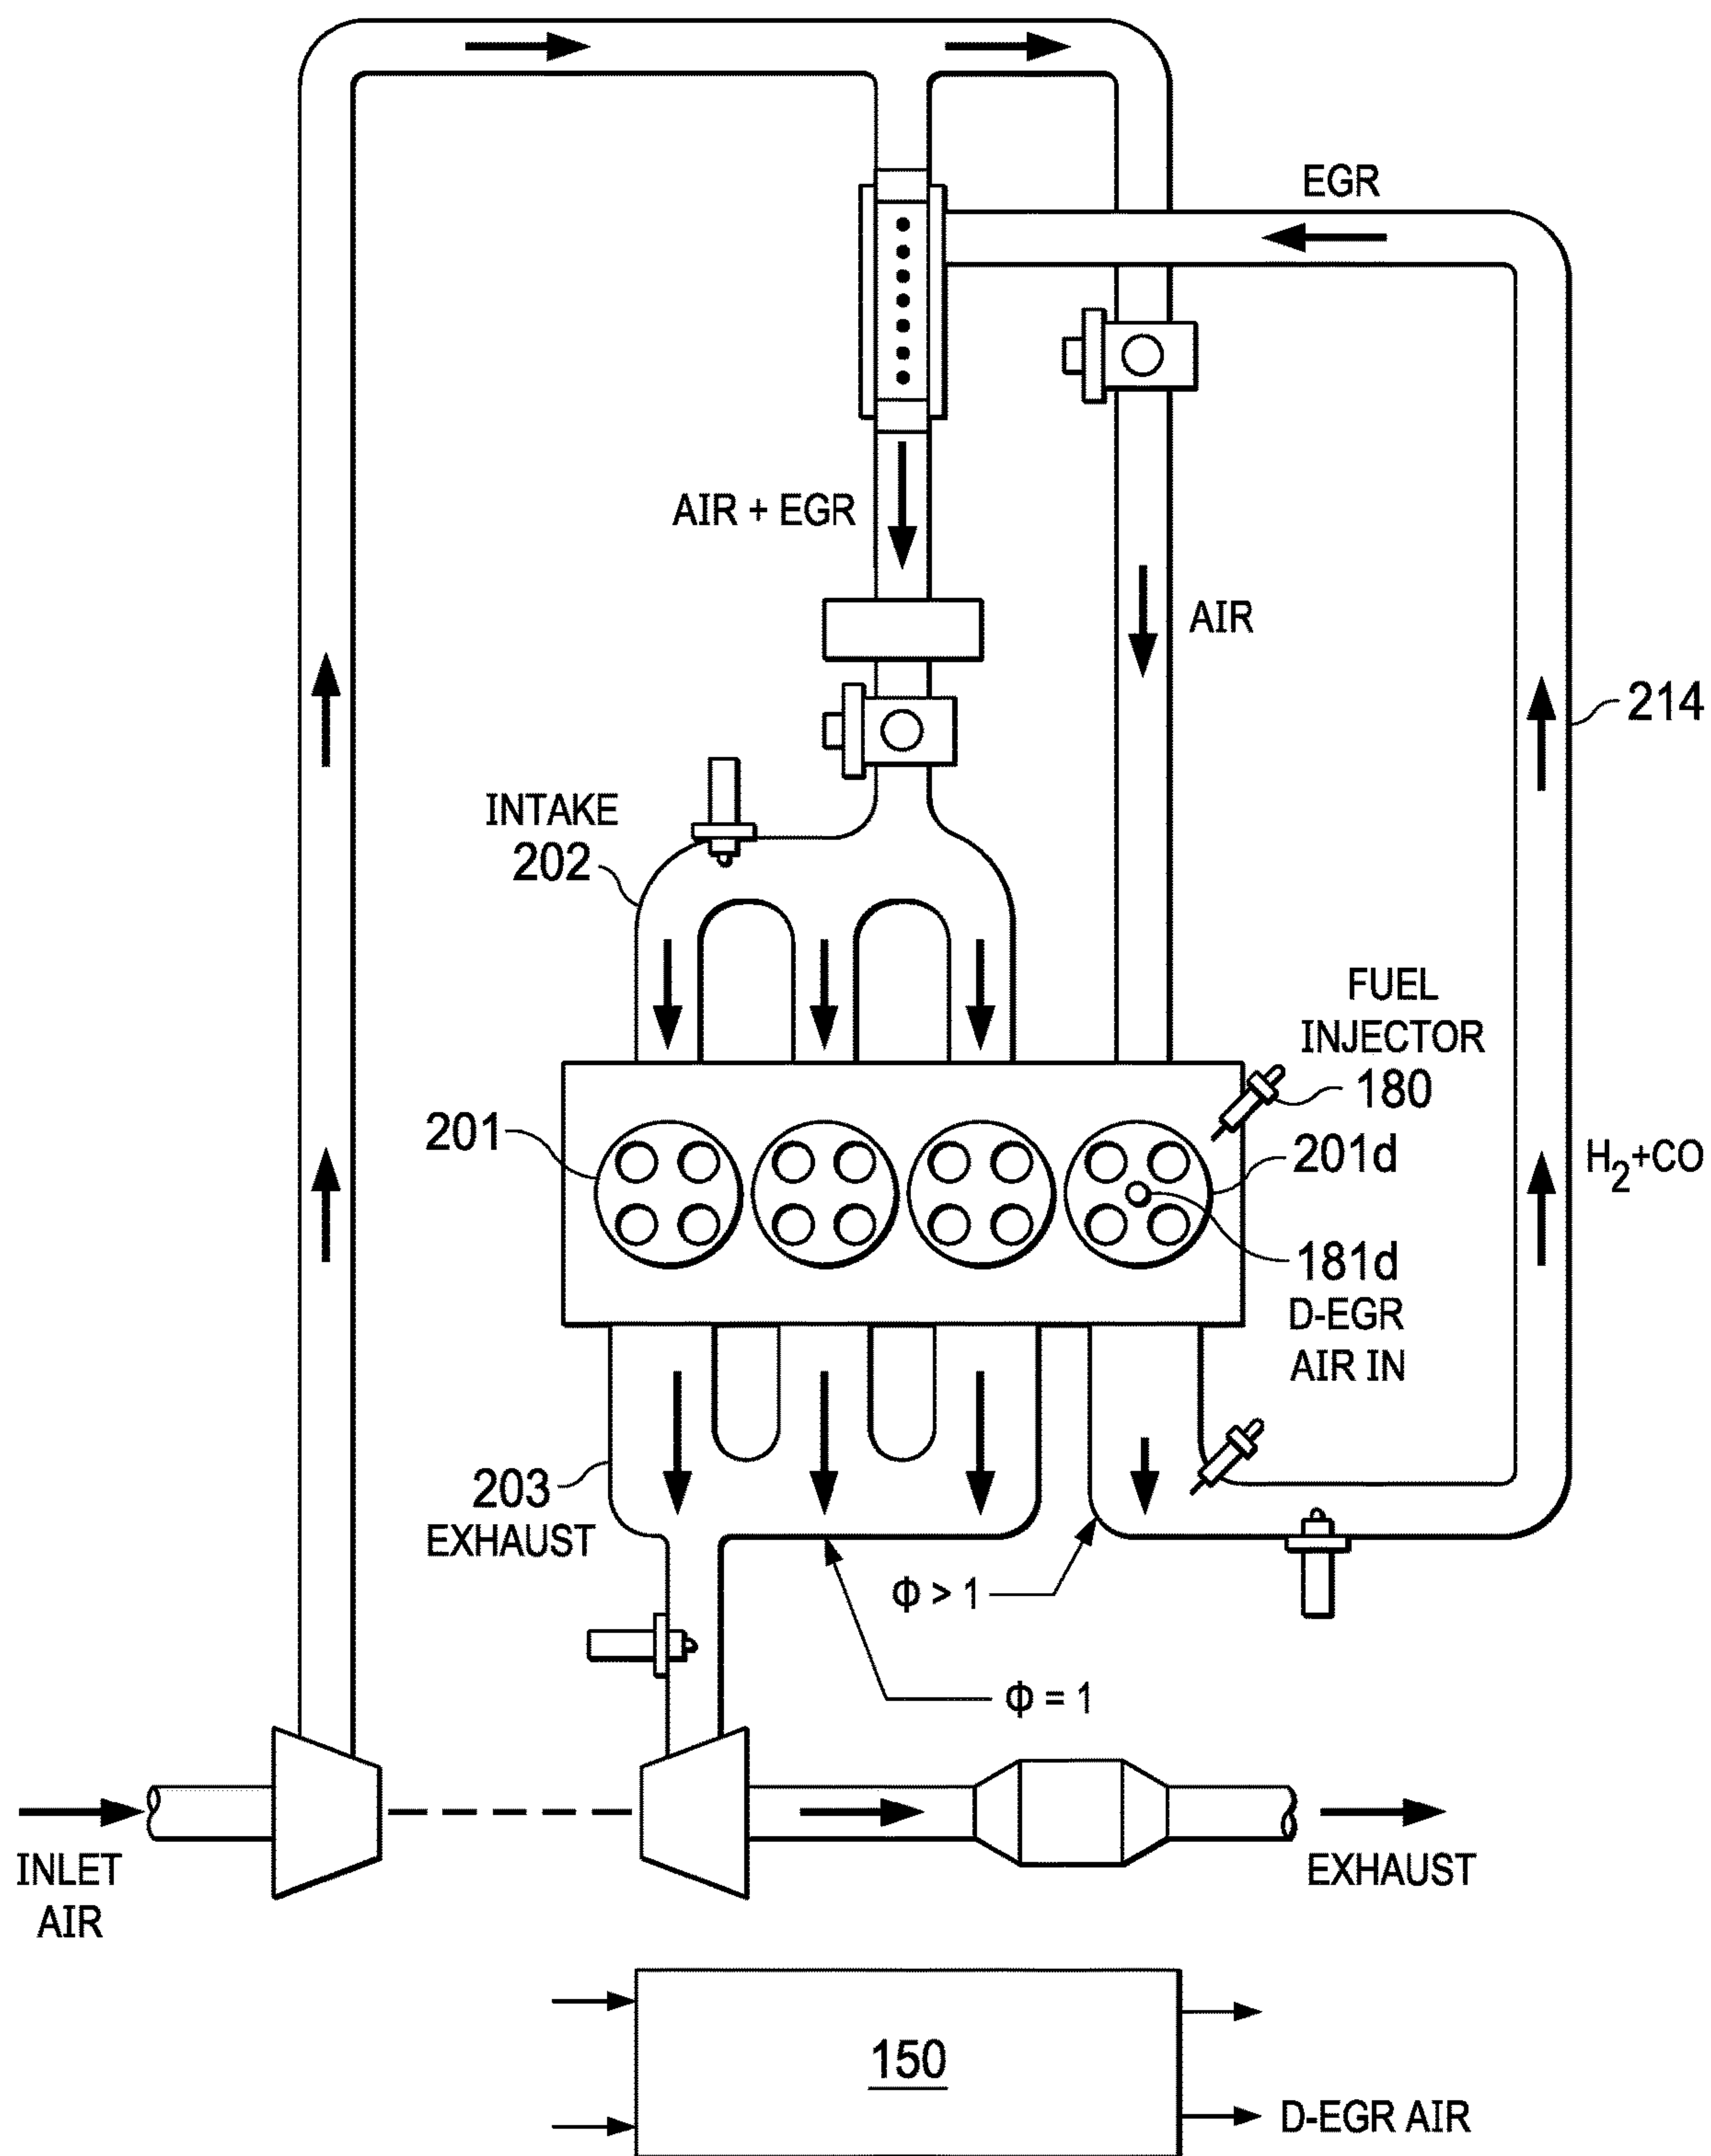 EGR
AIR + EGR
AIR
214
INTAKE
202
FUEL
INJECTOR
180
201
201d
H2+CO
181d
D-EGR
AIR IN
203
EXHAUST
Φ > 1
Φ = 1
INLET
AIR
EXHAUST
150
D-EGR AIR